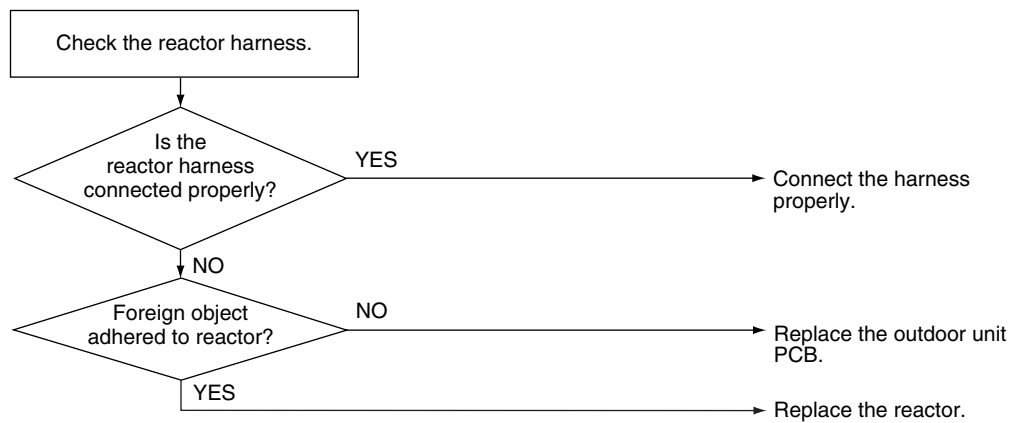 Check the reactor harness.
Is the
reactor harness
connected properly?
YES
Connect the harness
properly.
NO
Foreign object
adhered to reactor?
NO
Replace the outdoor unit
PCB.
YES
Replace the reactor.